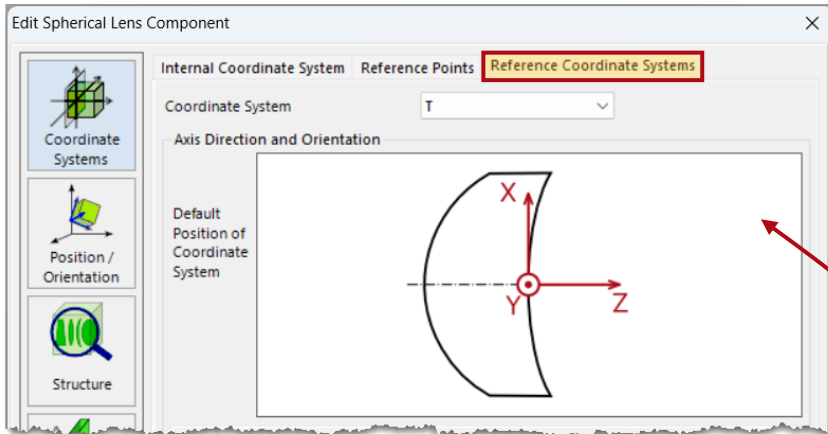 Edit Spherical Lens Component
Internal Coordinate System
Reference Points
Reference Coordinate Systems
Coordinate
Systems
Position /
Orientation
Structure
Coordinate System
T
Axis Direction and Orientation
Default
Position of
Coordinate
System
X
Y
Z